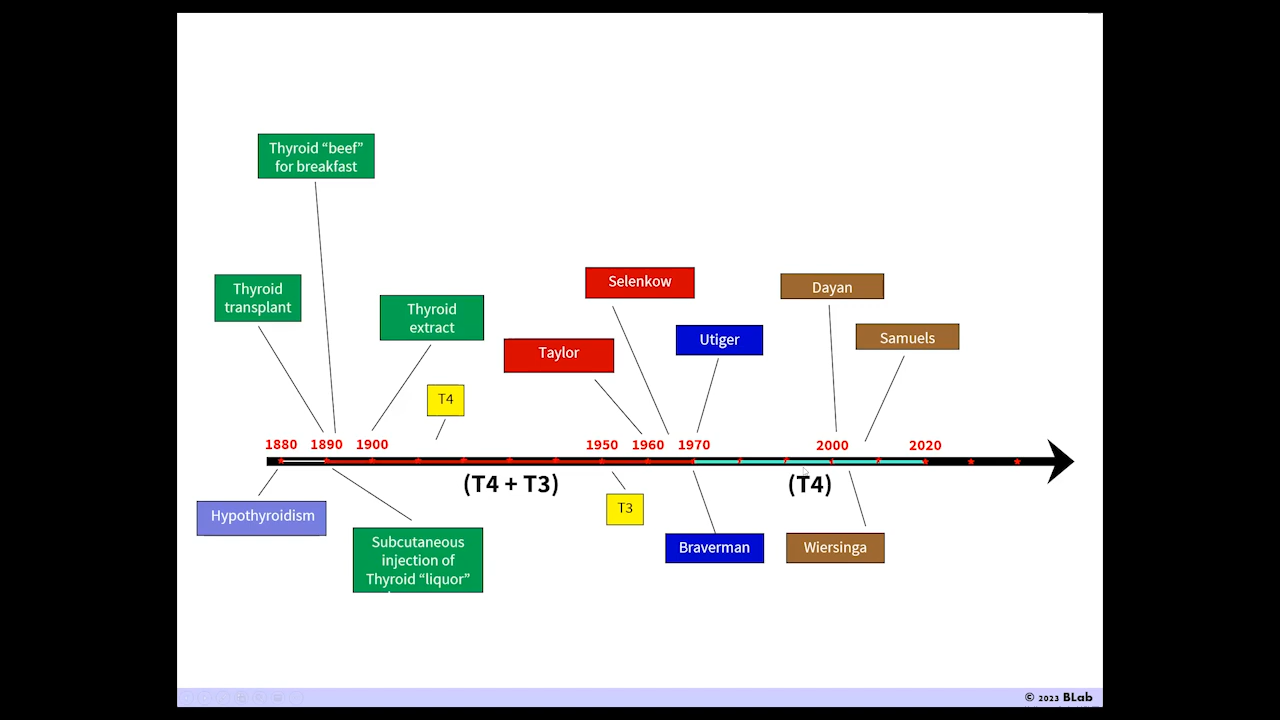 Thyroid “beef”
for breakfast
Thyroid
transplant
Thyroid
extract
Selenkow
Dayan
Taylor
Utiger
Samuels
T4
1880 1890 1900 1950 1960 1970 2000 2020
(T4 + T3)
(T4)
Hypothyroidism
T3
Subcutaneous
injection of
Thyroid “liquor”
Braverman
Wiersinga
© 2023 BLab